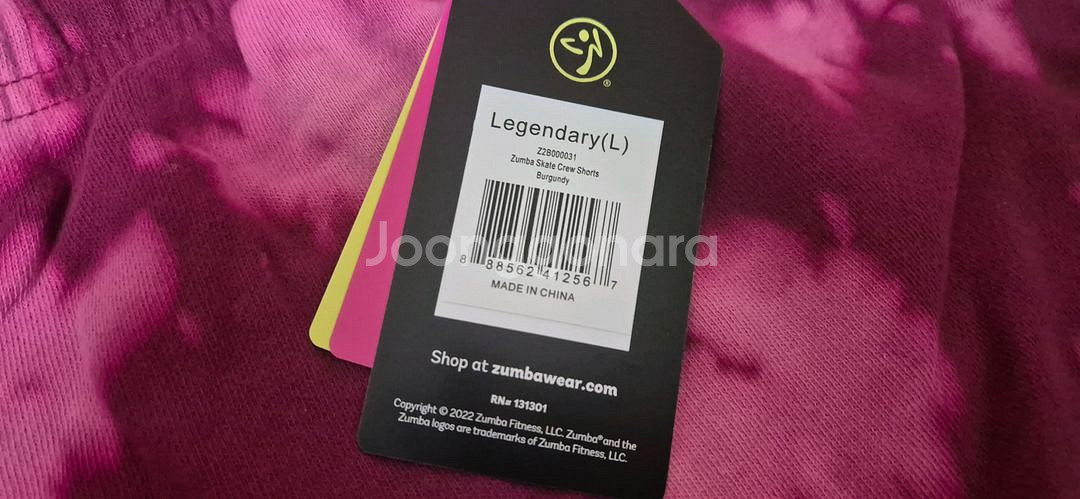 Legendary(L)
Z2B000031
Zumba Skate Crew Shorts
Burgundy
8 88562 41256 7
MADE IN CHINA
Joonggonara
Shop at zumbawear.com
RN# 131301
Copyright © 2022 Zumba Fitness, LLC. Zumba® and the
Zumba logos are trademarks of Zumba Fitness, LLC.